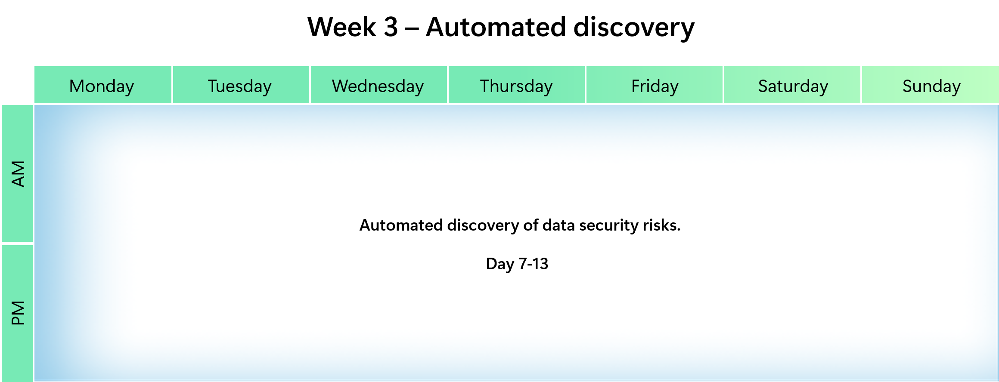 Week 3 – Automated discovery
Monday Tuesday Wednesday Thursday Friday Saturday Sunday
AM
Automated discovery of data security risks.
Day 7-13
PM